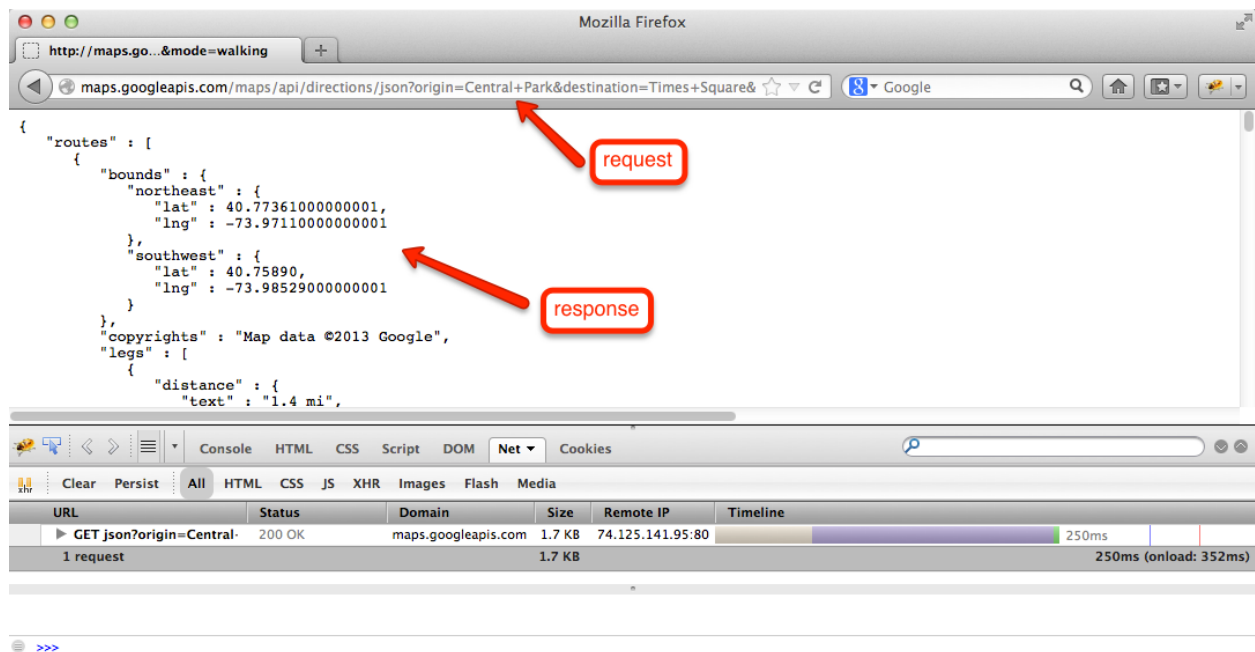 Mozilla Firefox
http://maps.go...&mode=walking
maps.googleapis.com/maps/api/directions/json?origin=Central+Park&destination=Times+Square& Google
{
"routes" : [
{
"bounds" : {
"northeast" : {
"lat" : 40.77361000000001,
"lng" : -73.97110000000001
},
"southwest" : {
"lat" : 40.75890,
"lng" : -73.98529000000001
}
},
"copyrights" : "Map data ©2013 Google",
"legs" : [
{
"distance" : {
"text" : "1.4 mi",
request
response
Console HTML CSS Script DOM Net Cookies
xhr Clear Persist All HTML CSS JS XHR Images Flash Media
URL Status Domain Size Remote IP Timeline
GET json?origin=Central- 200 OK maps.googleapis.com 1.7 KB 74.125.141.95:80 250ms
1 request 1.7 KB 250ms (onload: 352ms)
>>>